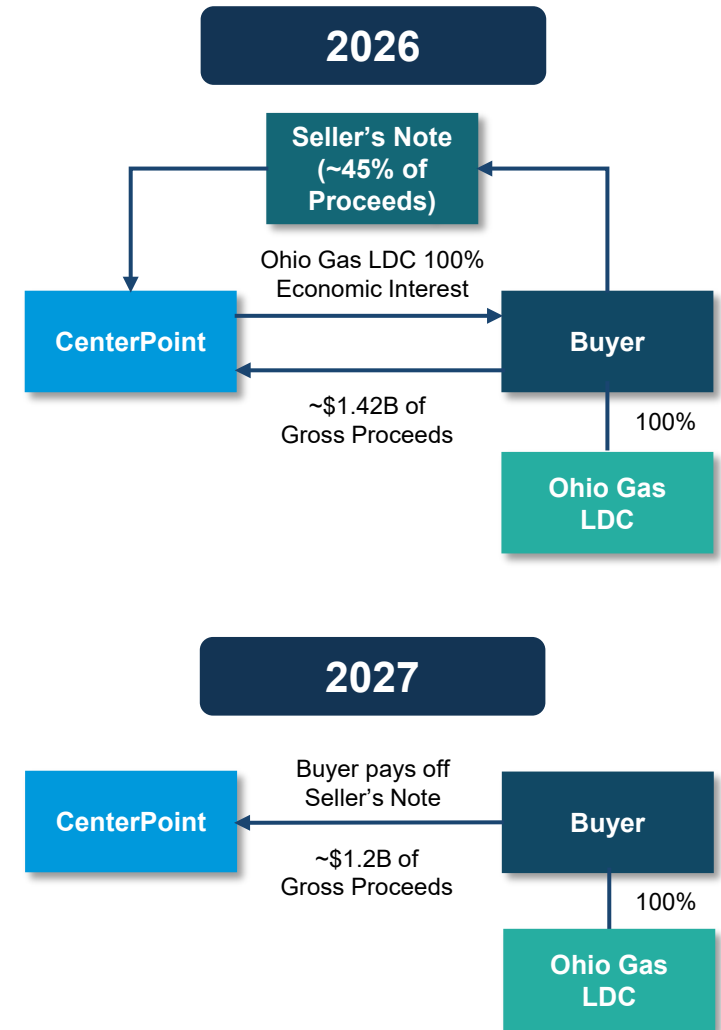 2026
Seller’s Note
(~45% of
Proceeds)
Ohio Gas LDC 100%
Economic Interest
CenterPoint
Buyer
~$1.42B of
Gross Proceeds
100%
Ohio Gas
LDC
2027
Buyer pays off
Seller’s Note
CenterPoint
Buyer
~$1.2B of
Gross Proceeds
100%
Ohio Gas
LDC